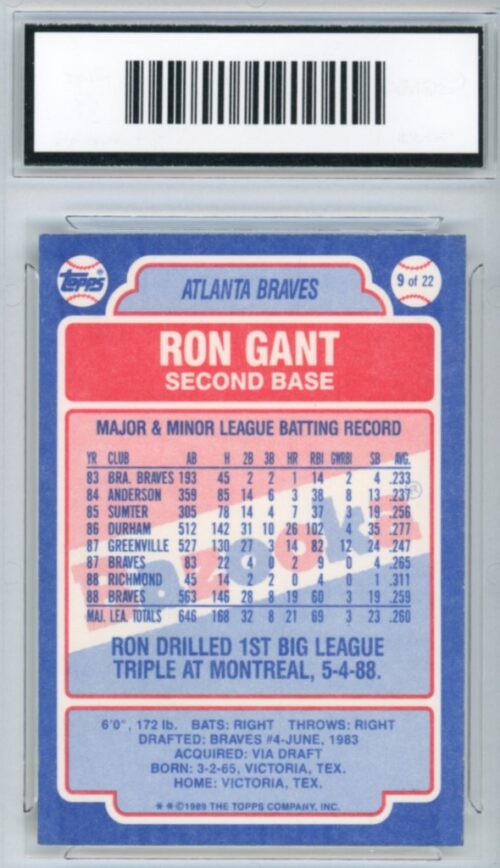 TOPPS®
ATLANTA BRAVES
9 of 22
RON GANT
SECOND BASE
MAJOR & MINOR LEAGUE BATTING RECORD
YR CLUB AB H 2B 3B HR RBI GWRBI SB AVG.
83 BRA. BRAVES 193 45 2 2 1 14 2 4 .233
84 ANDERSON 359 85 14 6 3 38 8 13 .237
85 SUMTER 305 78 14 4 7 37 8 19 .256
86 DURHAM 512 142 31 10 26 102 4 35 .277
87 GREENVILLE 527 130 27 3 14 82 12 24 .247
87 BRAVES 83 22 4 0 2 9 0 4 .265
88 RICHMOND 45 14 2 2 0 4 0 1 .311
88 BRAVES 563 146 28 8 19 60 3 19 .259
MAJ. LEA. TOTALS 646 168 32 8 21 69 3 23 .260
Bazooka®
RON DRILLED 1ST BIG LEAGUE
TRIPLE AT MONTREAL, 5-4-88.
6'0", 172 lb. BATS: RIGHT THROWS: RIGHT
DRAFTED: BRAVES #4-JUNE, 1983
ACQUIRED: VIA DRAFT
BORN: 3-2-65, VICTORIA, TEX.
HOME: VICTORIA, TEX.
**©1989 THE TOPPS COMPANY, INC.